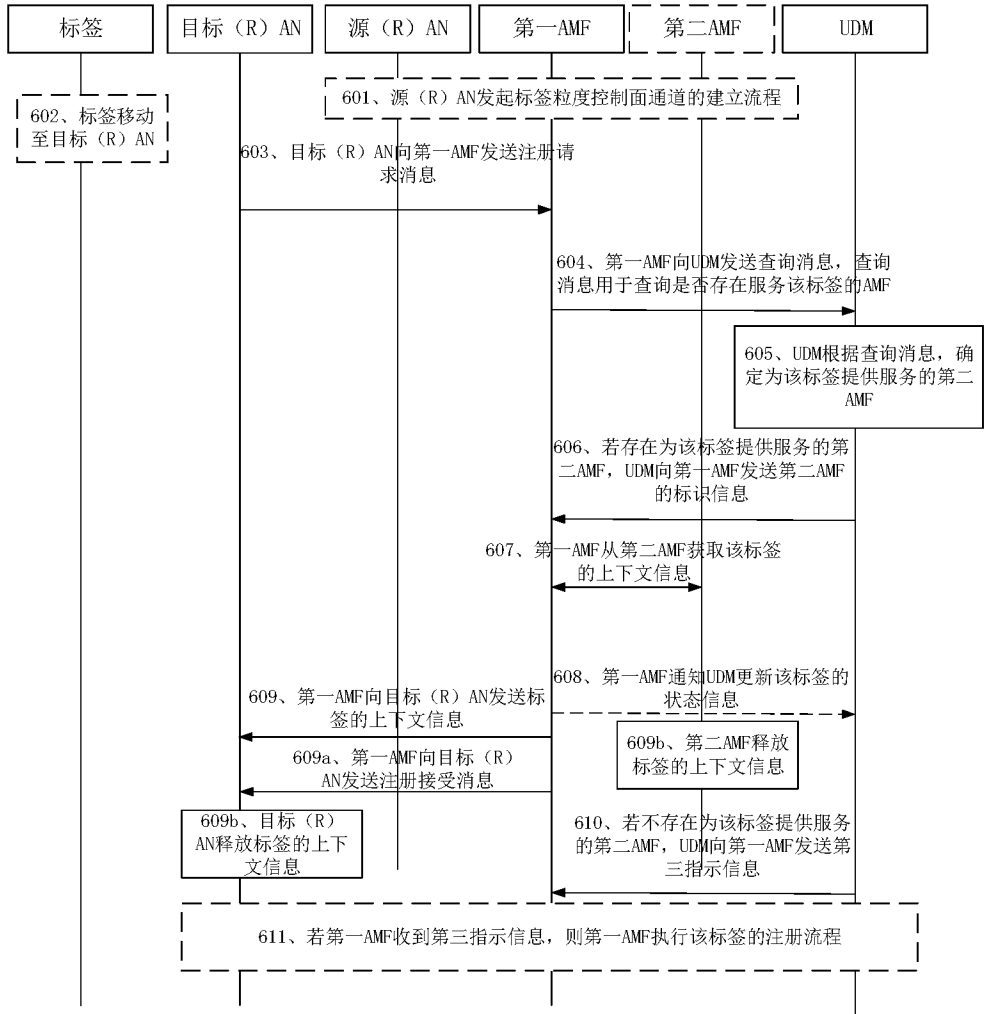 标签
目标（R）AN
源（R）AN
第一AMF
第二AMF
UDM
601、源（R）AN发起标签粒度控制面通道的建立流程
602、标签移动
至目标（R）AN
603、目标（R）AN向第一AMF发送注册请
求消息
604、第一AMF向UDM发送查询消息，查询
消息用于查询是否存在服务该标签的AMF
605、UDM根据查询消息，确
定为该标签提供服务的第二
AMF
606、若存在为该标签提供服务的第
二AMF，UDM向第一AMF发送第二AMF
的标识信息
607、第一AMF从第二AMF获取该标签
的上下文信息
608、第一AMF通知UDM更新该标签的
状态信息
609、第一AMF向目标（R）AN发送标
签的上下文信息
609b、第二AMF释放
标签的上下文信息
609a、第一AMF向目标（R）
AN发送注册接受消息
609b、目标（R）
AN释放标签的上下
文信息
610、若不存在为该标签提供服务
的第二AMF，UDM向第一AMF发送第
三指示信息
611、若第一AMF收到第三指示信息，则第一AMF执行该标签的注册流程